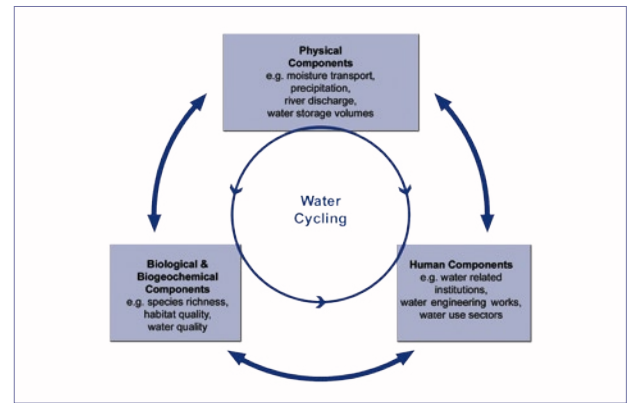 Physical
Components
e.g. moisture transport,
precipitation,
river discharge,
water storage volumes
Water
Cycling
Biological &
Biogeochemical
Components
e.g. species richness,
habitat quality,
water quality
Human Components
e.g. water related
institutions,
water engineering works,
water use sectors